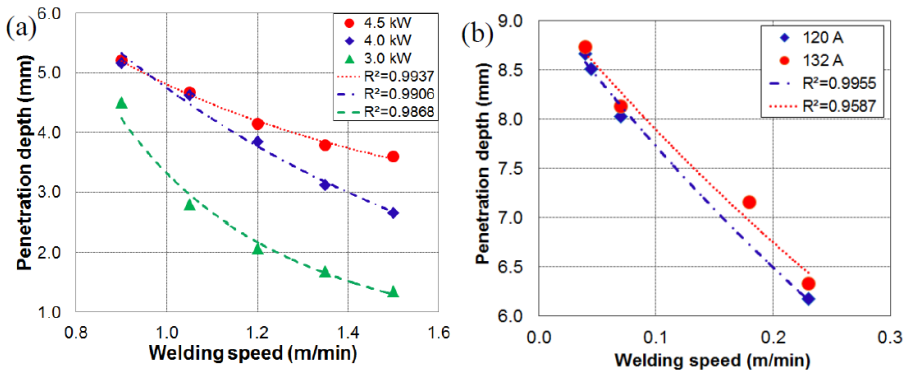 (a)
4.5 kW
4.0 kW
3.0 kW
R²=0.9937
R²=0.9906
R²=0.9868
Penetration depth (mm)
6.0
5.0
4.0
3.0
2.0
1.0
0.8
1.0
1.2
1.4
1.6
Welding speed (m/min)
(b)
120 A
132 A
R²=0.9955
R²=0.9587
Penetration depth (mm)
9.0
8.5
8.0
7.5
7.0
6.5
6.0
0.0
0.1
0.2
0.3
Welding speed (m/min)